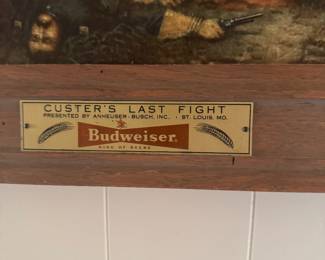 CUSTER'S LAST FIGHT
PRESENTED BY ANHEUSER-BUSCH, INC. · ST. LOUIS, MO.
Budweiser
KING OF BEERS